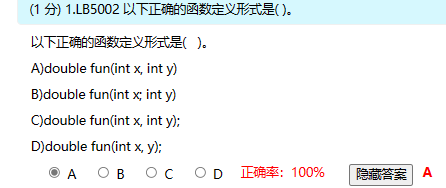 (1 分) 1.LB5002 以下正确的函数定义形式是( )。
以下正确的函数定义形式是( )。
A)double fun(int x, int y)
B)double fun(int x; int y)
C)double fun(int x, int y);
D)double fun(int x, y);
A B C D 正确率：100% 隐藏答案 A